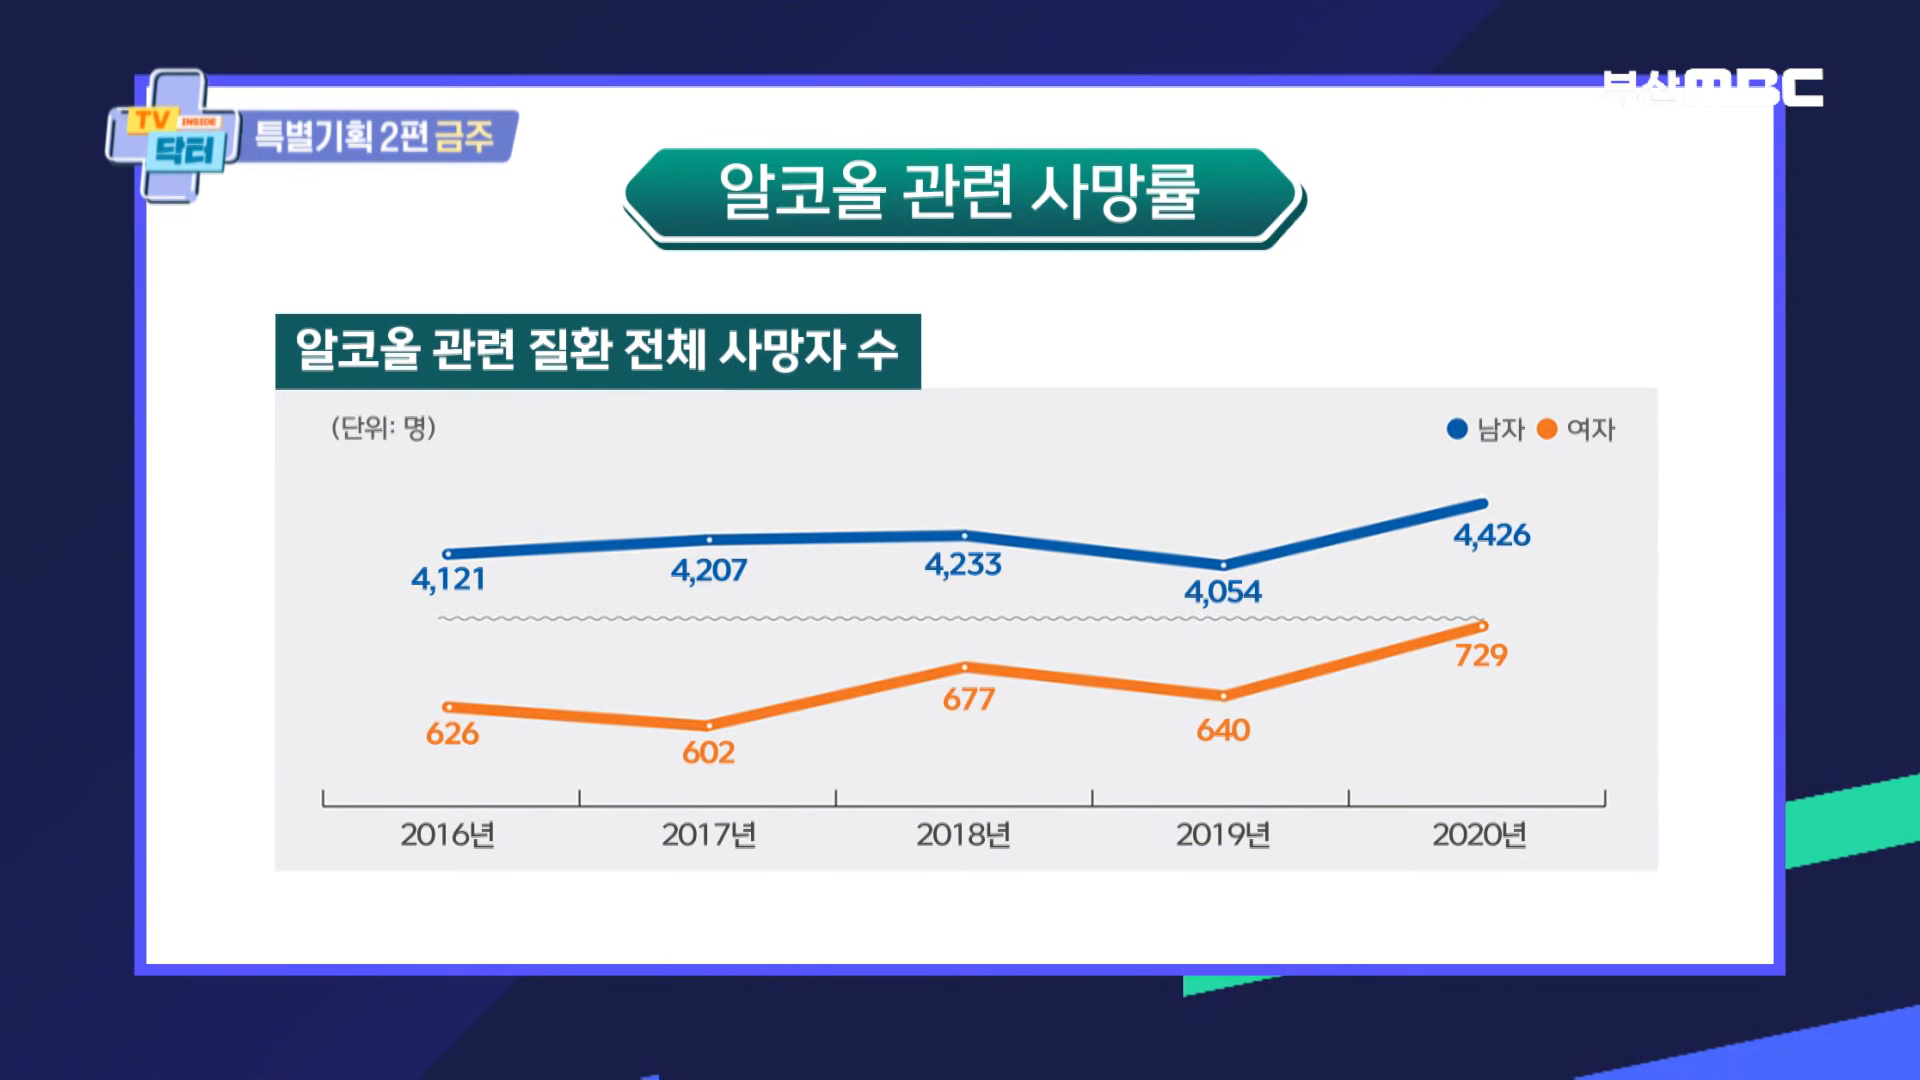 부산MBC
TV INSIDE
닥터
특별기획 2편 금주
알코올 관련 사망률
알코올 관련 질환 전체 사망자 수
(단위: 명)
남자 여자
4,121 4,207 4,233 4,054 4,426
626 602 677 640 729
2016년 2017년 2018년 2019년 2020년